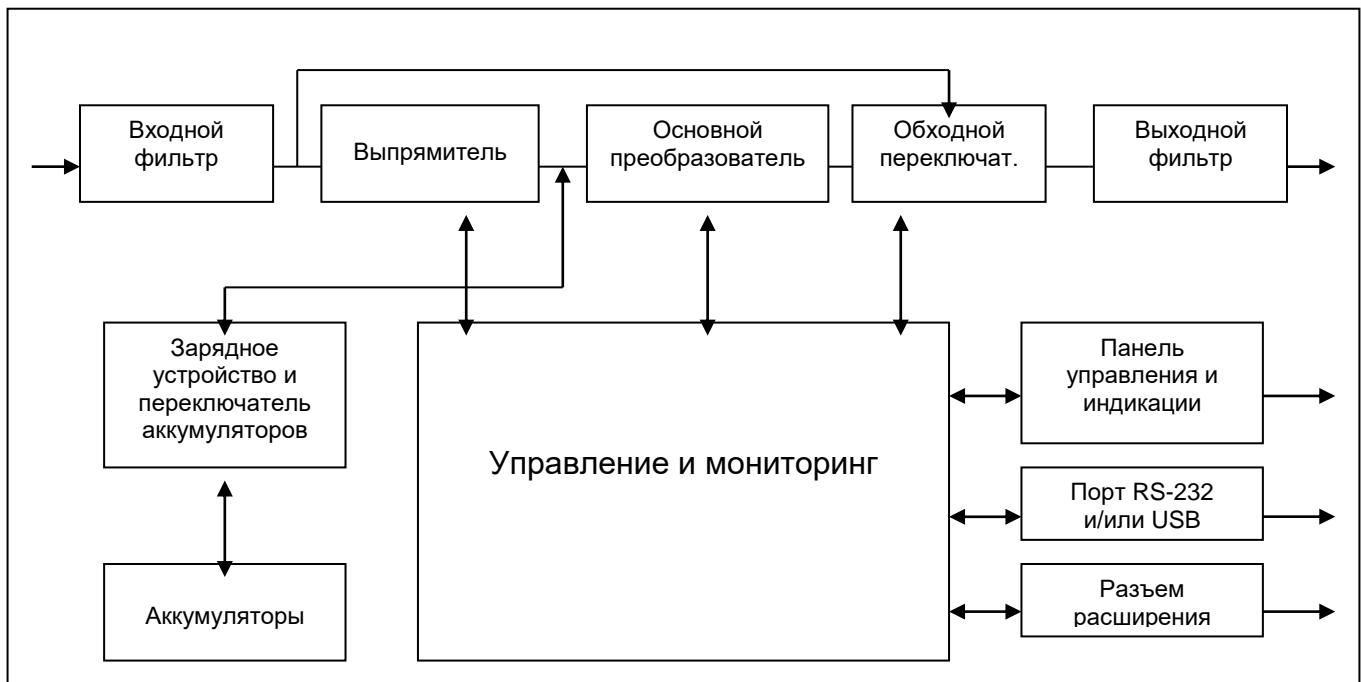 Входной
фильтр
Выпрямитель
Основной
преобразователь
Обходной
переключат.
Выходной
фильтр
Зарядное
устройство и
переключатель
аккумуляторов
Управление и мониторинг
Панель
управления и
индикации
Порт RS-232
и/или USB
Аккумуляторы
Разъем
расширения